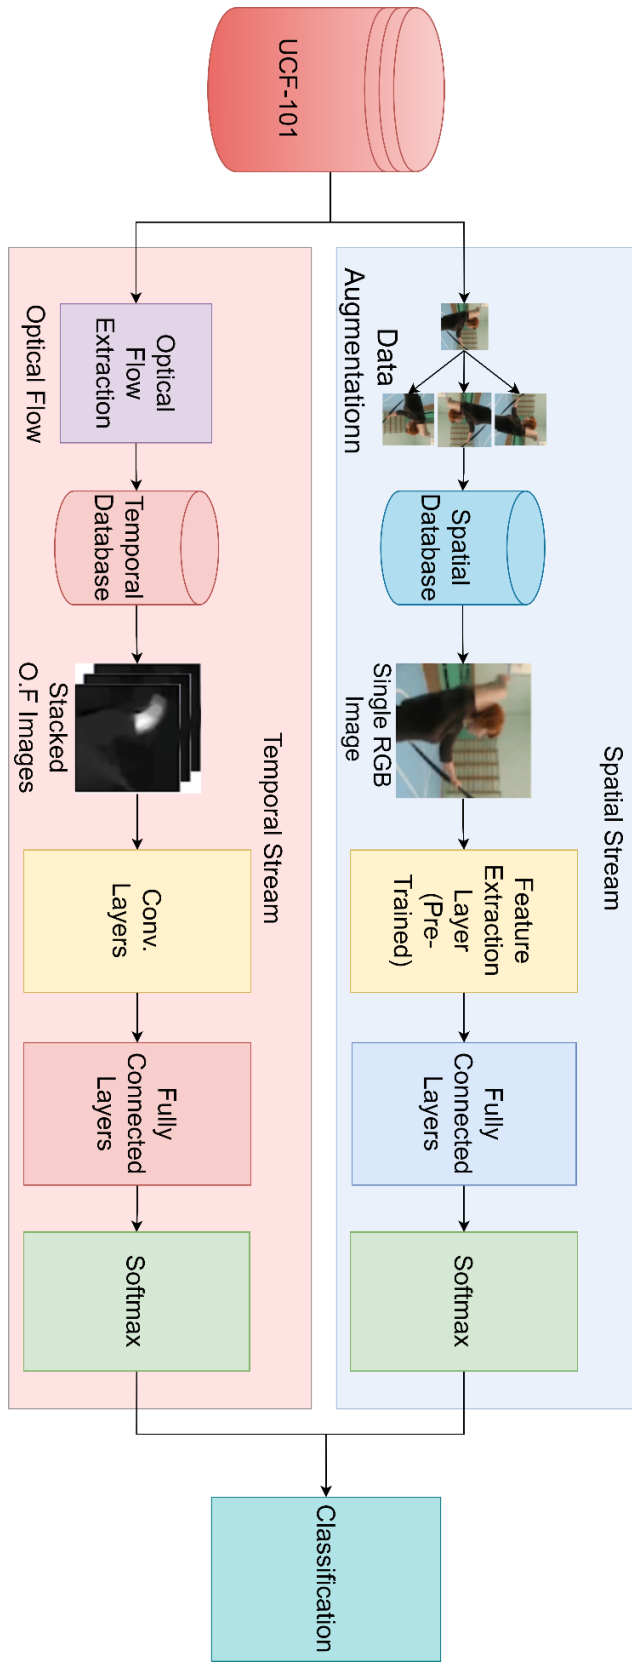 UCF-101
Spatial Stream
Data
Augmentationn
Spatial
Database
Single RGB
Image
Feature
Extraction
Layer
(Pre-
Trained)
Fully
Connected
Layers
Softmax
Temporal Stream
Optical
Flow
Extraction
Optical Flow
Temporal
Database
Stacked
O.F Images
Conv.
Layers
Fully
Connected
Layers
Softmax
Classification